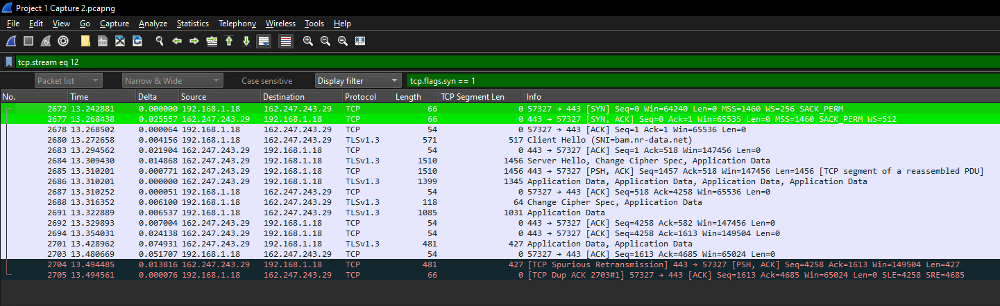 Project 1 Capture 2.pcapng
File Edit View Go Capture Analyze Statistics Telephony Wireless Tools Help
tcp.stream eq 12
Packet list Narrow & Wide Case sensitive Display filter tcp.flags.syn == 1
No. Time Delta Source Destination Protocol Length TCP Segment Len Info
2672 13.242881 0.000000 192.168.1.18 162.247.243.29 TCP 66 0 57327 → 443 [SYN] Seq=0 Win=64240 Len=0 MSS=1460 WS=256 SACK_PERM
2677 13.268438 0.025557 192.168.1.18 162.247.243.29 TCP 66 0 57327 → 443 [SYN, ACK] Seq=0 Ack=1 Win=65535 Len=0 MSS=1460 SACK_PERM WS=512
2678 13.268502 0.000064 192.168.1.18 162.247.243.29 TCP 54 0 57327 → 443 [ACK] Seq=1 Ack=1 Win=65536 Len=0
2680 13.272658 0.004156 192.168.1.18 162.247.243.29 TLSv1.3 571 517 Client Hello (SNI=bam.nr-data.net)
2683 13.294562 0.021904 162.247.243.29 192.168.1.18 TCP 54 0 443 → 57327 [ACK] Seq=1 Ack=518 Win=147456 Len=0
2684 13.309430 0.014868 162.247.243.29 192.168.1.18 TLSv1.3 1510 1456 Server Hello, Change Cipher Spec, Application Data
2685 13.310201 0.000771 162.247.243.29 192.168.1.18 TCP 1510 1456 443 → 57327 [PSH, ACK] Seq=1457 Ack=518 Win=147456 Len=1456 [TCP segment of a reassembled PDU]
2686 13.310201 0.000000 162.247.243.29 192.168.1.18 TLSv1.3 1399 1345 Application Data, Application Data, Application Data, Application Data
2687 13.310252 0.000051 192.168.1.18 162.247.243.29 TCP 54 0 57327 → 443 [ACK] Seq=518 Ack=4258 Win=65536 Len=0
2688 13.316352 0.006100 192.168.1.18 162.247.243.29 TLSv1.3 118 64 Change Cipher Spec, Application Data
2691 13.322889 0.006537 192.168.1.18 162.247.243.29 TLSv1.3 1085 1031 Application Data
2692 13.329893 0.007004 162.247.243.29 192.168.1.18 TCP 54 0 443 → 57327 [ACK] Seq=4258 Ack=582 Win=147456 Len=0
2694 13.354031 0.024138 162.247.243.29 192.168.1.18 TCP 54 0 443 → 57327 [ACK] Seq=4258 Ack=1613 Win=149504 Len=0
2701 13.428962 0.074931 162.247.243.29 192.168.1.18 TLSv1.3 481 427 Application Data, Application Data
2703 13.480669 0.051707 192.168.1.18 162.247.243.29 TCP 54 0 57327 → 443 [ACK] Seq=1613 Ack=4685 Win=65024 Len=0
2704 13.494485 0.013816 162.247.243.29 192.168.1.18 TCP 481 427 [TCP Spurious Retransmission] 443 → 57327 [PSH, ACK] Seq=4258 Ack=1613 Win=149504 Len=427
2705 13.494561 0.000076 192.168.1.18 162.247.243.29 TCP 66 0 [TCP Dup ACK 2703#1] 57327 → 443 [ACK] Seq=1613 Ack=4685 Win=65024 Len=0 SLE=4258 SRE=4685